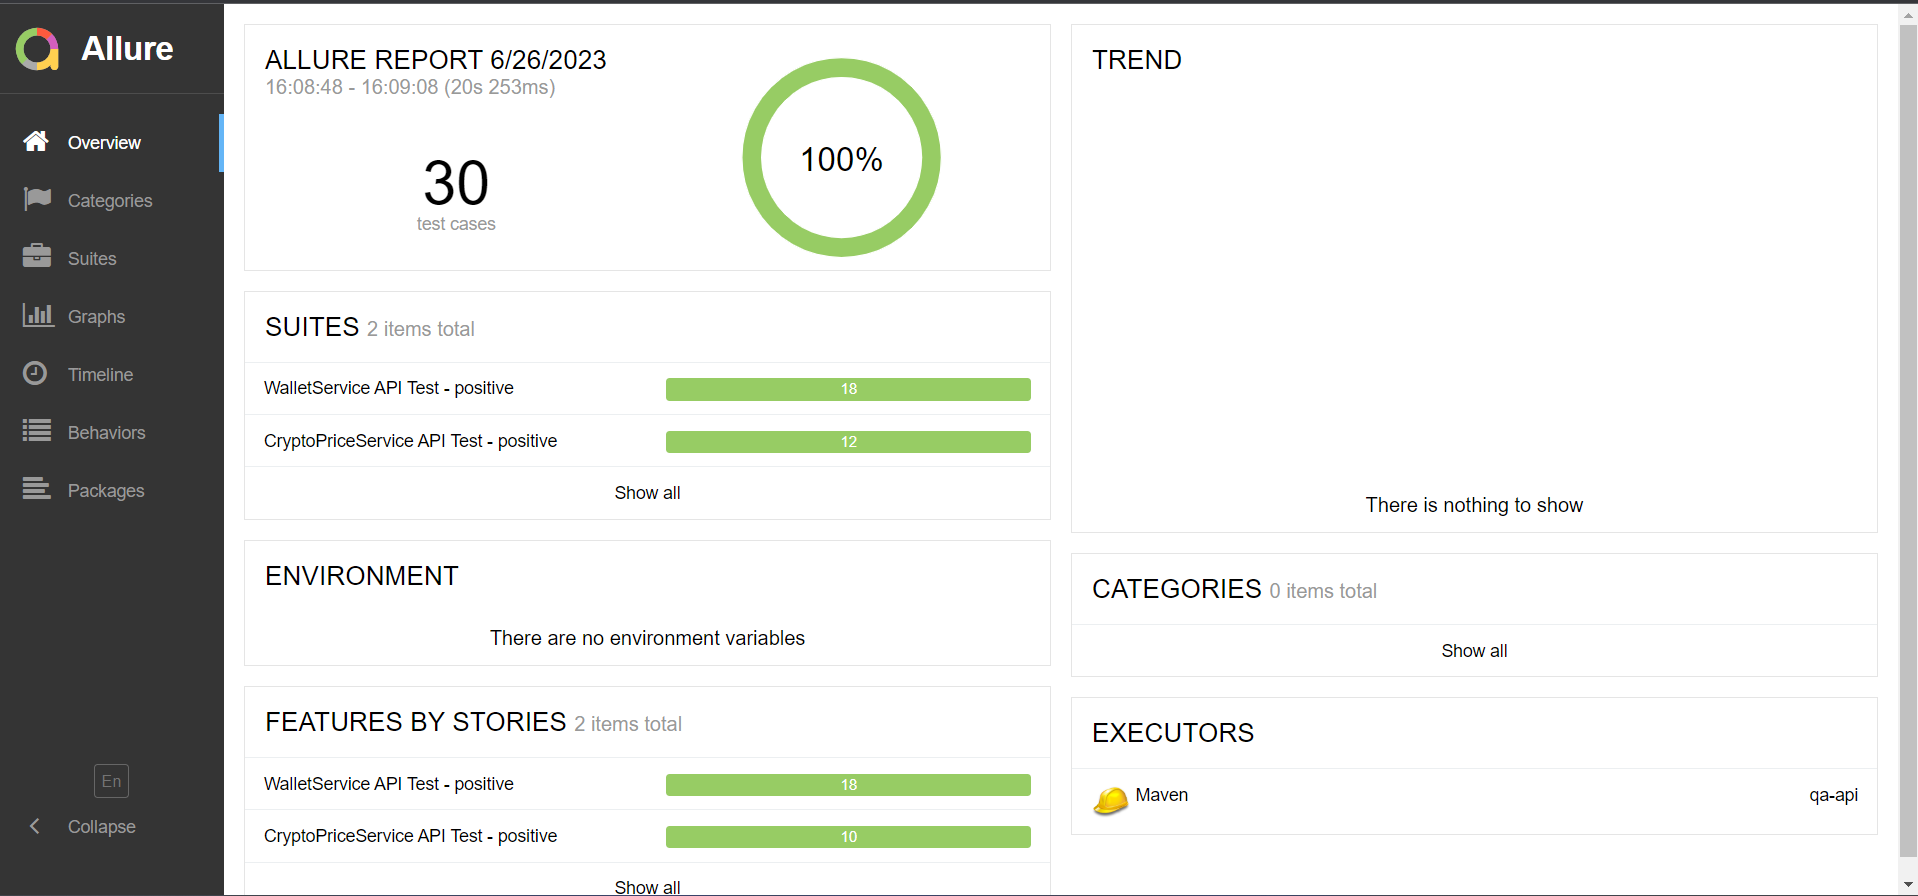 Allure
Overview
Categories
Suites
Graphs
Timeline
Behaviors
Packages
En
Collapse
ALLURE REPORT 6/26/2023
16:08:48 - 16:09:08 (20s 253ms)
30
test cases
100%
SUITES 2 items total
WalletService API Test - positive 18
CryptoPriceService API Test - positive 12
Show all
ENVIRONMENT
There are no environment variables
FEATURES BY STORIES 2 items total
WalletService API Test - positive 18
CryptoPriceService API Test - positive 10
Show all
TREND
There is nothing to show
CATEGORIES 0 items total
Show all
EXECUTORS
Maven qa-api